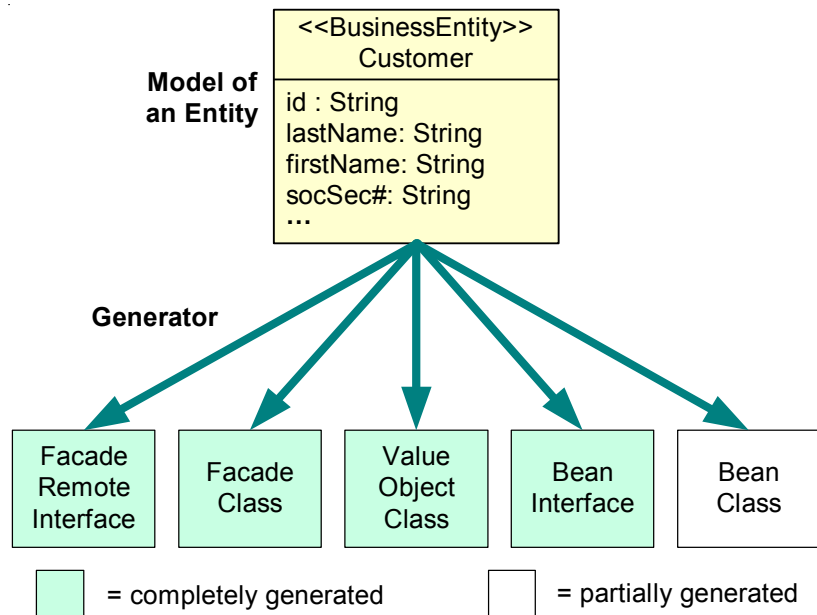 <<BusinessEntity>>
Customer
Model of
an Entity
id : String
lastName: String
firstName: String
socSec#: String
...
Generator
Facade
Remote
Interface
Facade
Class
Value
Object
Class
Bean
Interface
Bean
Class
= completely generated
= partially generated